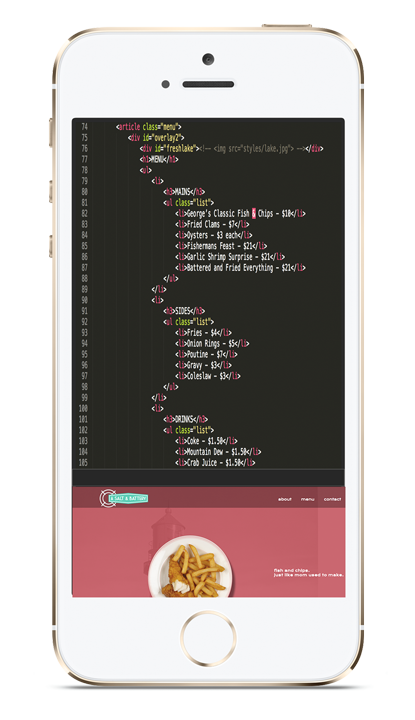 74 <article class="menu">
75 <div id="overlay2">
76 <div id="freshlake"><!-- <img src="styles/lake.jpg"> --></div>
77 <h1>MENU</h1>
78 <ul>
79 <li>
80 <h3>MAINS</h3>
81 <ul class="list">
82 <li>George's Classic Fish & Chips - $10</li>
83 <li>Fried Clams - $7</li>
84 <li>Oysters - $3 each</li>
85 <li>Fishermans Feast - $21</li>
86 <li>Garlic Shrimp Surprise - $21</li>
87 <li>Battered and Fried Everything - $21</li>
88 </ul>
89 </li>
90 <li>
91 <h3>SIDES</h3>
92 <ul class="list">
93 <li>Fries - $4</li>
94 <li>Onion Rings - $5</li>
95 <li>Poutine - $7</li>
96 <li>Gravy - $3</li>
97 <li>Coleslaw - $3</li>
98 </ul>
99 </li>
100 <li>
101 <h3>DRINKS</h3>
102 <ul class="list">
103 <li>Coke - $1.50</li>
104 <li>Mountain Dew - $1.50</li>
105 <li>Crab Juice - $1.50</li>
A SALT & BATTERY
about menu contact
fish and chips.
just like mom used to make.